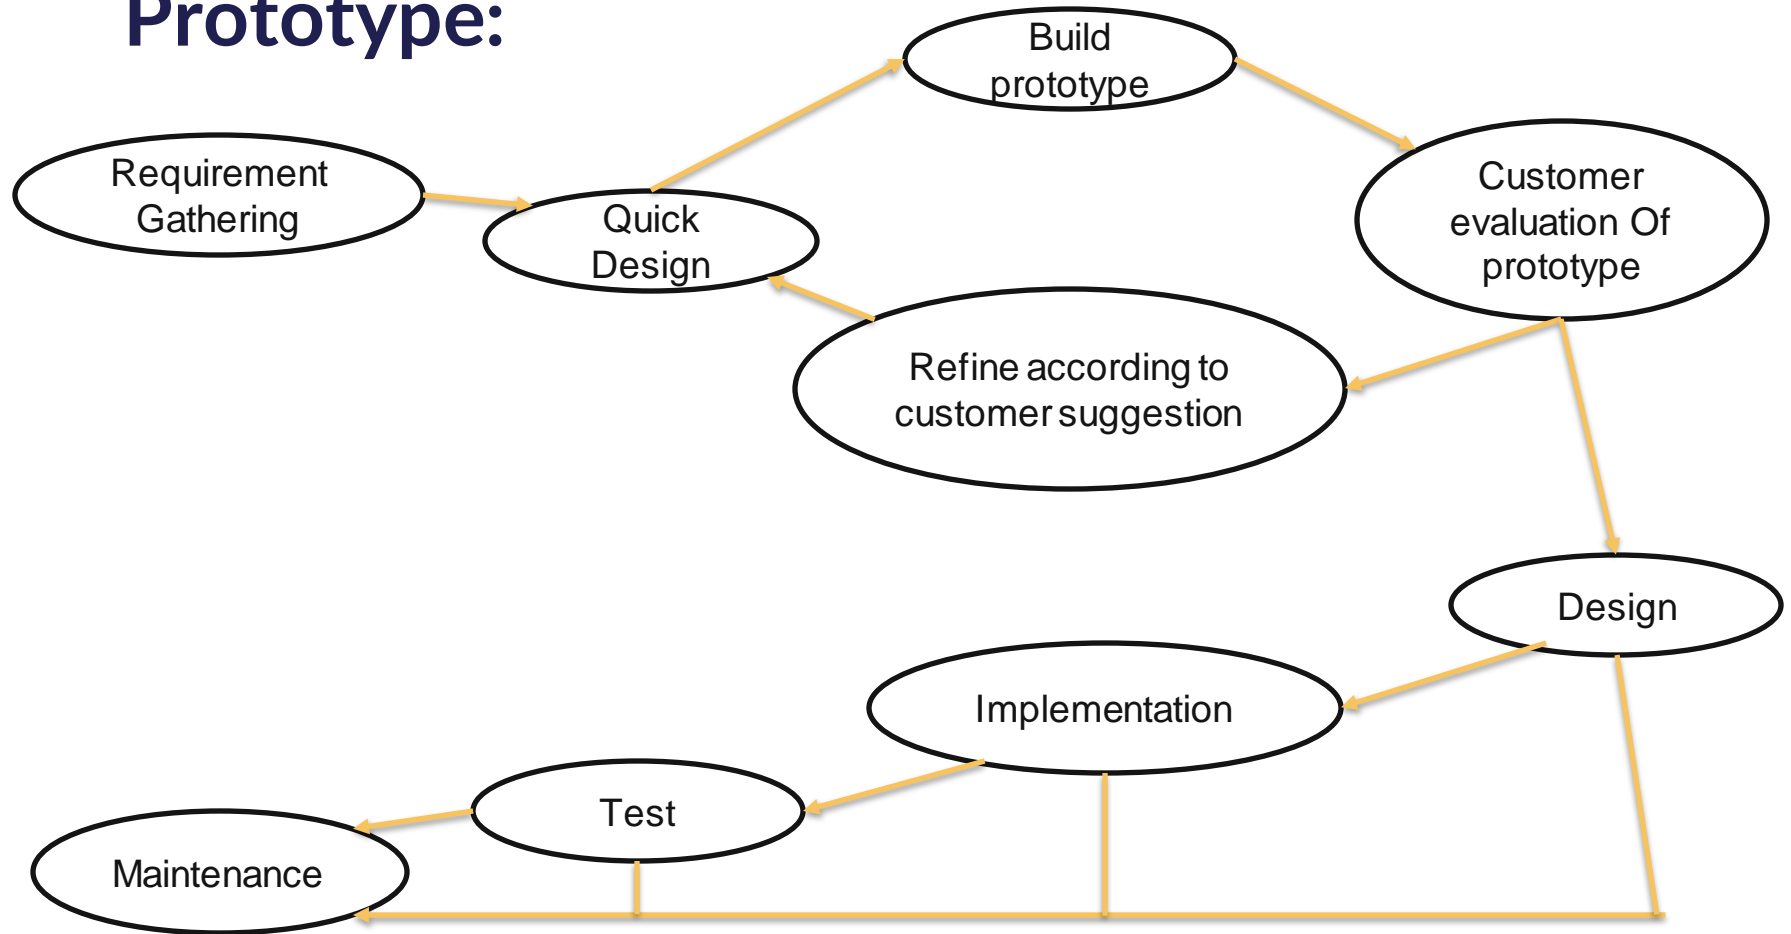 Prototype:
Build
prototype
Requirement
Gathering
Quick
Design
Customer
evaluation Of
prototype
Refine according to
customer suggestion
Design
Implementation
Test
Maintenance